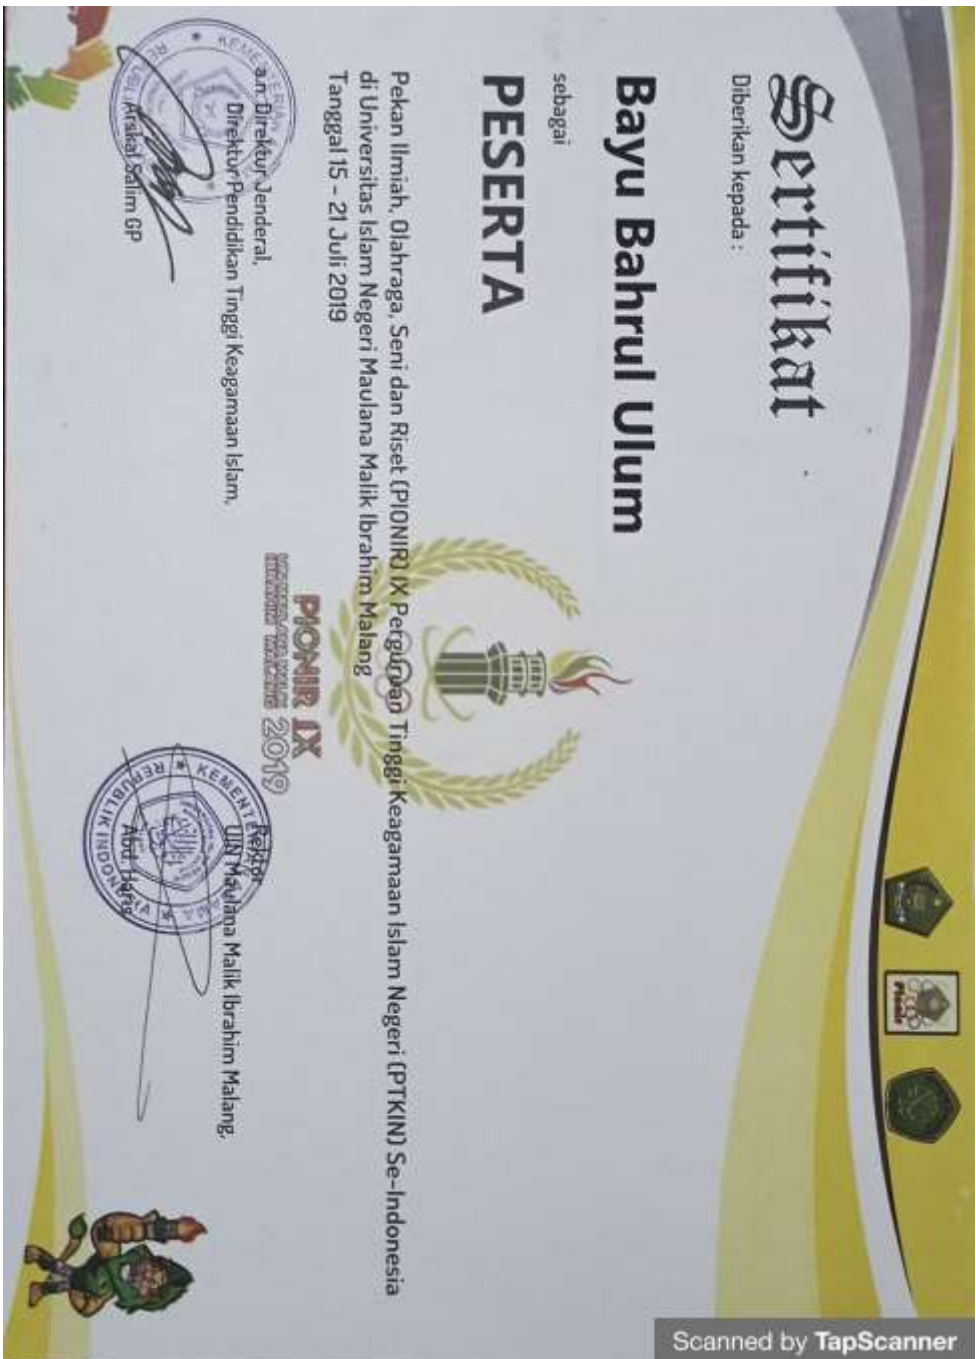 Sertifikat
Diberikan kepada :
Bayu Bahrul Ulum
sebagai
PESERTA
Pekan Ilmiah, Olahraga, Seni dan Riset (PIONIR) IX Perguruan Tinggi Keagamaan Islam Negeri (PTKIN) Se-Indonesia
di Universitas Islam Negeri Maulana Malik Ibrahim Malang
Tanggal 15 - 21 Juli 2019
a.n. Direktur Jenderal,
Direktur Pendidikan Tinggi Keagamaan Islam,
Arskal Salim GP
PIONIR IX
2019
Rektor
UIN Maulana Malik Ibrahim Malang,
Abd. Haris
KEMENTERIAN AGAMA
REPUBLIK INDONESIA
Pionir
Scanned by TapScanner